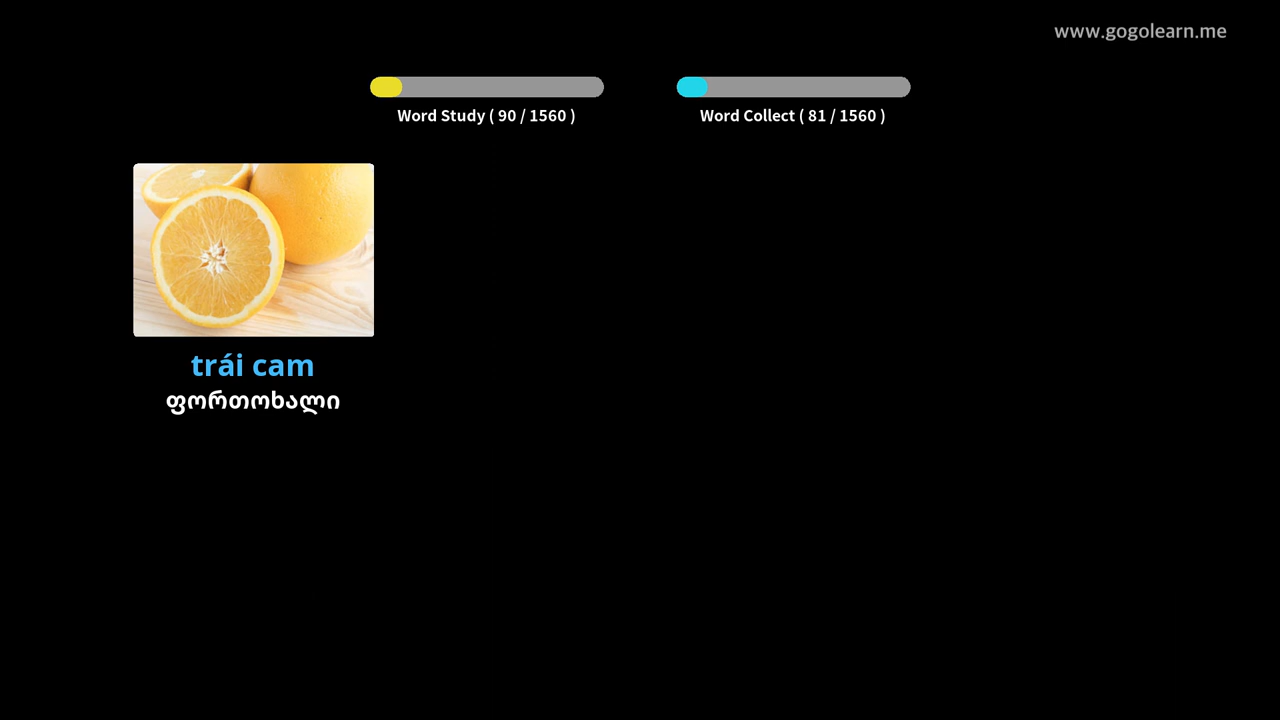 www.gogolearn.me
Word Study ( 90 / 1560 )
Word Collect ( 81 / 1560 )
trái cam
ფორთოხალი